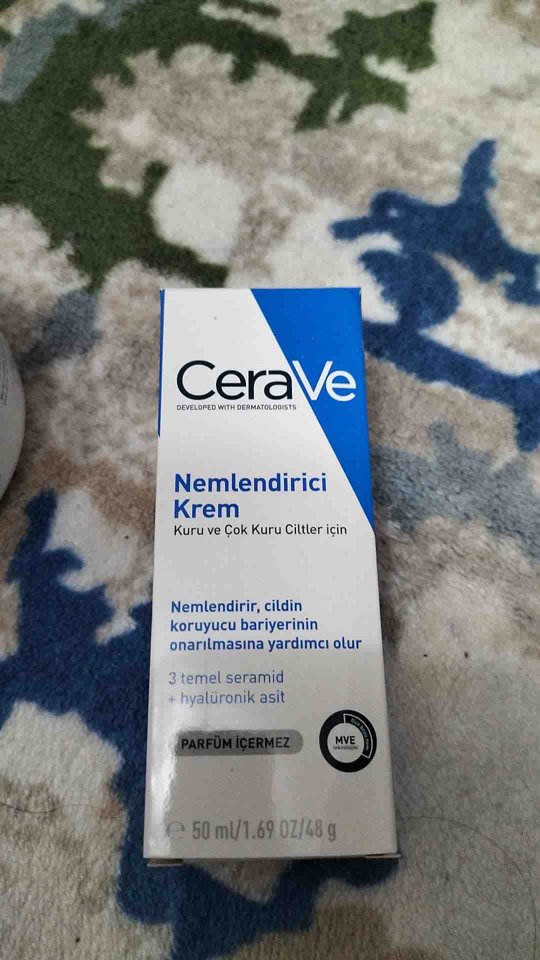 CeraVe
DEVELOPED WITH DERMATOLOGISTS
Nemlendirici
Krem
Kuru ve Çok Kuru Ciltler için
Nemlendirir, cildin
koruyucu bariyerinin
onarılmasına yardımcı olur
3 temel seramid
+ hyalüronik asit
PARFÜM İÇERMEZ
MVE
teknolojisi
℮ 50 ml/1.69 OZ/48 g